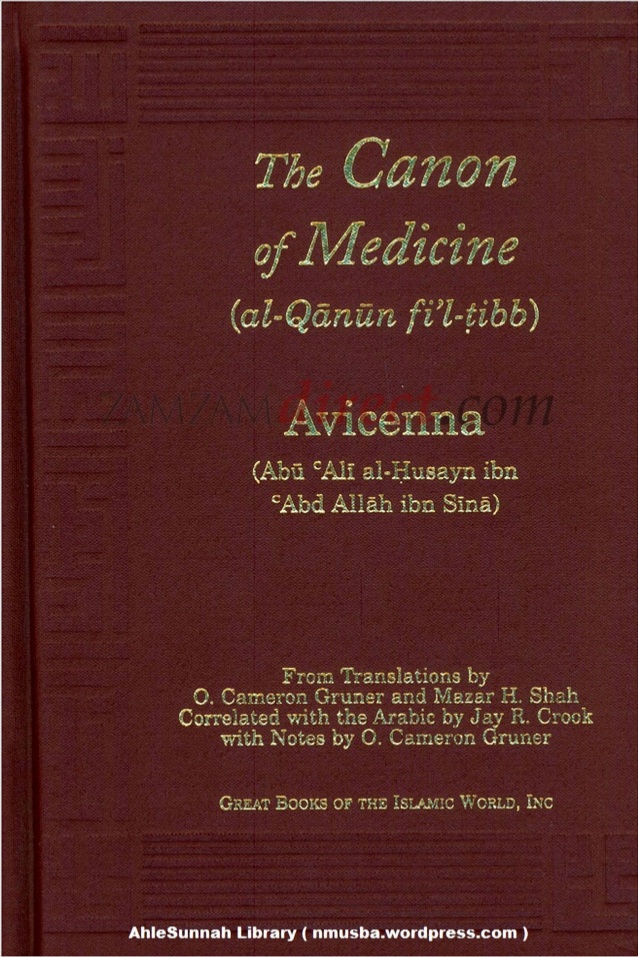 The Canon
of Medicine
(al-Qānūn fi'l-ṭibb)
ZAMZAMdirect.com
Avicenna
(Abū ʿAlī al-Ḥusayn ibn
ʿAbd Allāh ibn Sīnā)
From Translations by
O. Cameron Gruner and Mazar H. Shah
Correlated with the Arabic by Jay R. Crook
with Notes by O. Cameron Gruner
GREAT BOOKS OF THE ISLAMIC WORLD, INC
AhleSunnah Library ( nmusba.wordpress.com )